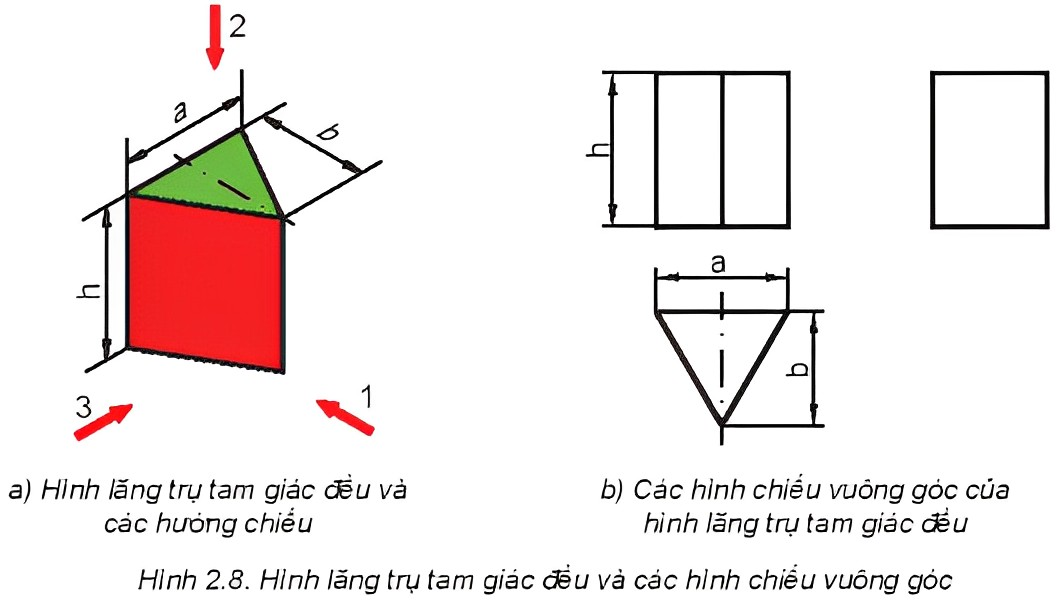 2
a
b
h
3
1
h
a
b
a) Hình lăng trụ tam giác đều và
các hướng chiếu
b) Các hình chiếu vuông góc của
hình lăng trụ tam giác đều
Hình 2.8. Hình lăng trụ tam giác đều và các hình chiếu vuông góc